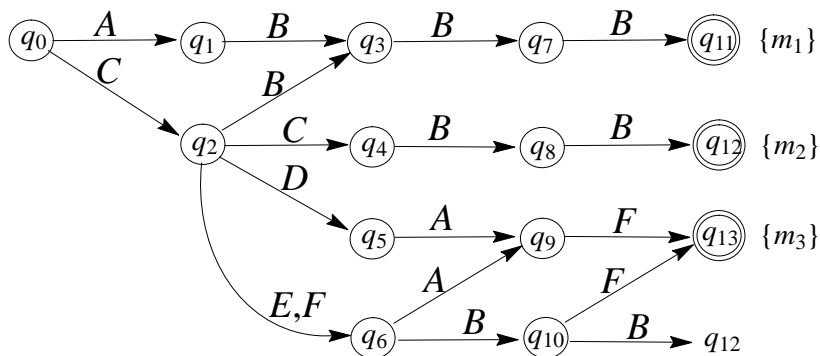 q0 A q1 B q3 B q7 B q11 {m1}
C B
q2 C q4 B q8 B q12 {m2}
D
q5 A q9 F q13 {m3}
A F
E,F
q6 B q10 B q12